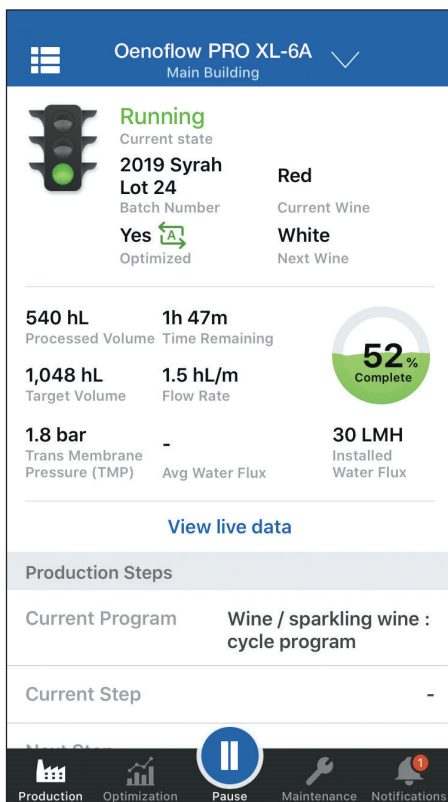 Oenoflow PRO XL-6A
Main Building
Running
Current state
2019 Syrah
Lot 24
Batch Number
Red
Current Wine
Yes A
Optimized
White
Next Wine
540 hL
Processed Volume
1h 47m
Time Remaining
52%
Complete
1,048 hL
Target Volume
1.5 hL/m
Flow Rate
1.8 bar
Trans Membrane
Pressure (TMP)
-
Avg Water Flux
30 LMH
Installed
Water Flux
View live data
Production Steps
Current Program
Wine / sparkling wine :
cycle program
Current Step -
Next Step
1
Production Optimization Pause Maintenance Notifications